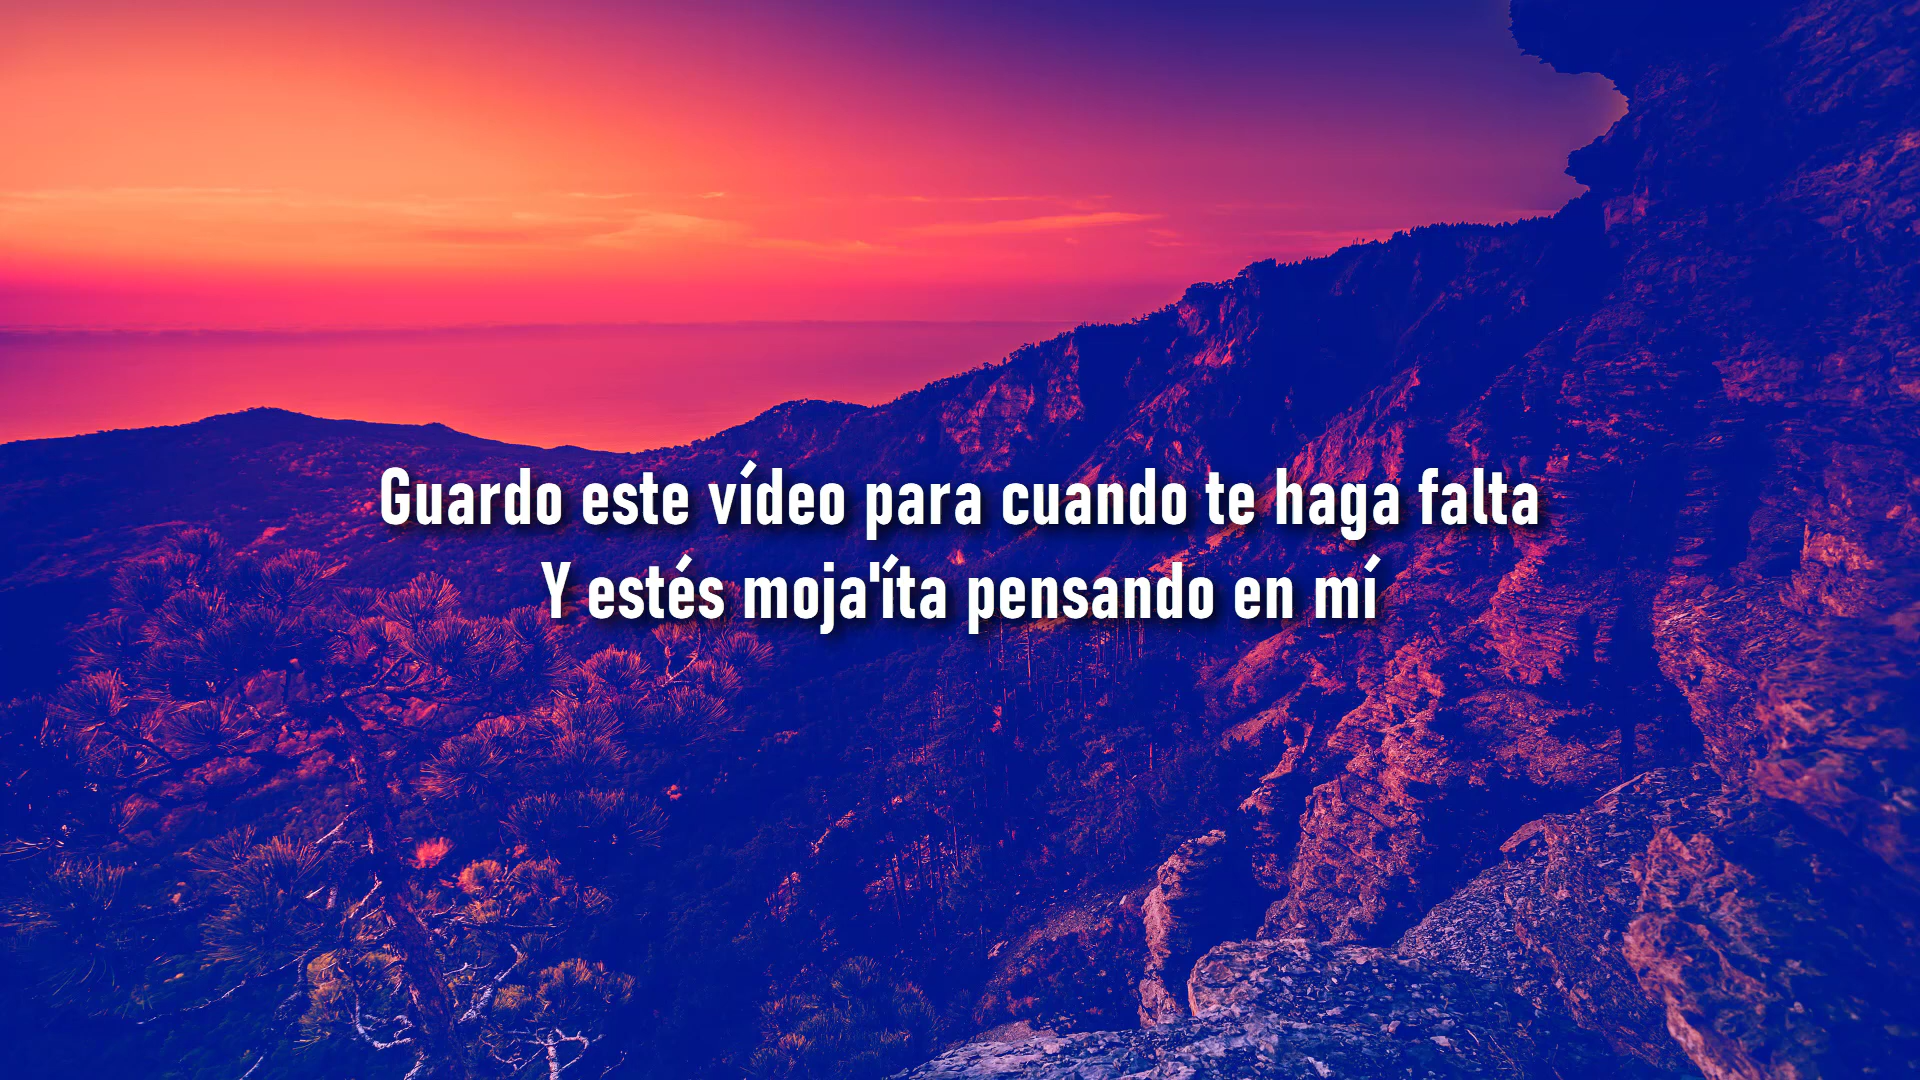 Guardo este vídeo para cuando te haga falta
Y estés moja'íta pensando en mí